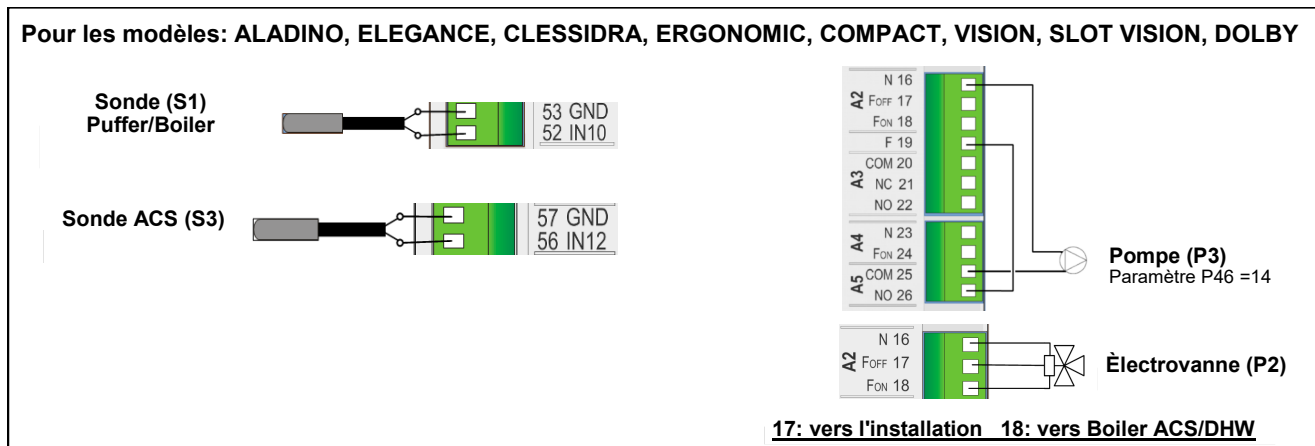 Pour les modèles: ALADINO, ELEGANCE, CLESSIDRA, ERGONOMIC, COMPACT, VISION, SLOT VISION, DOLBY
Sonde (S1)
Puffer/Boiler
53 GND
52 IN10
Sonde ACS (S3)
57 GND
56 IN12
A2
N 16
FOFF 17
FON 18
F 19
A3
COM 20
NC 21
NO 22
A4
N 23
FON 24
A5
COM 25
NO 26
Pompe (P3)
Paramètre P46 =14
A2
N 16
FOFF 17
FON 18
Èlectrovanne (P2)
17: vers l'installation 18: vers Boiler ACS/DHW